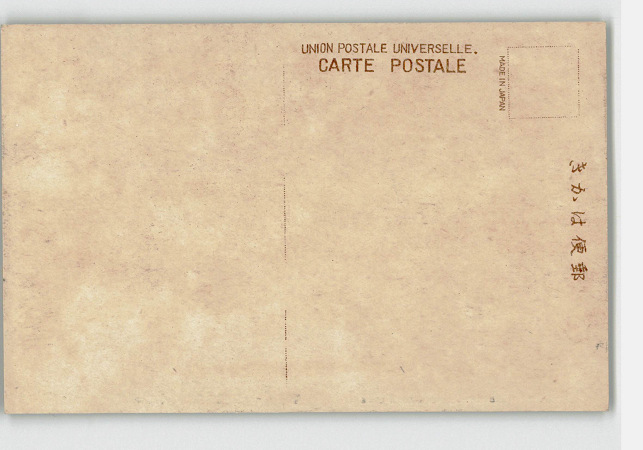 UNION POSTALE UNIVERSELLE.
CARTE POSTALE
MADE IN JAPAN
郵便はかき